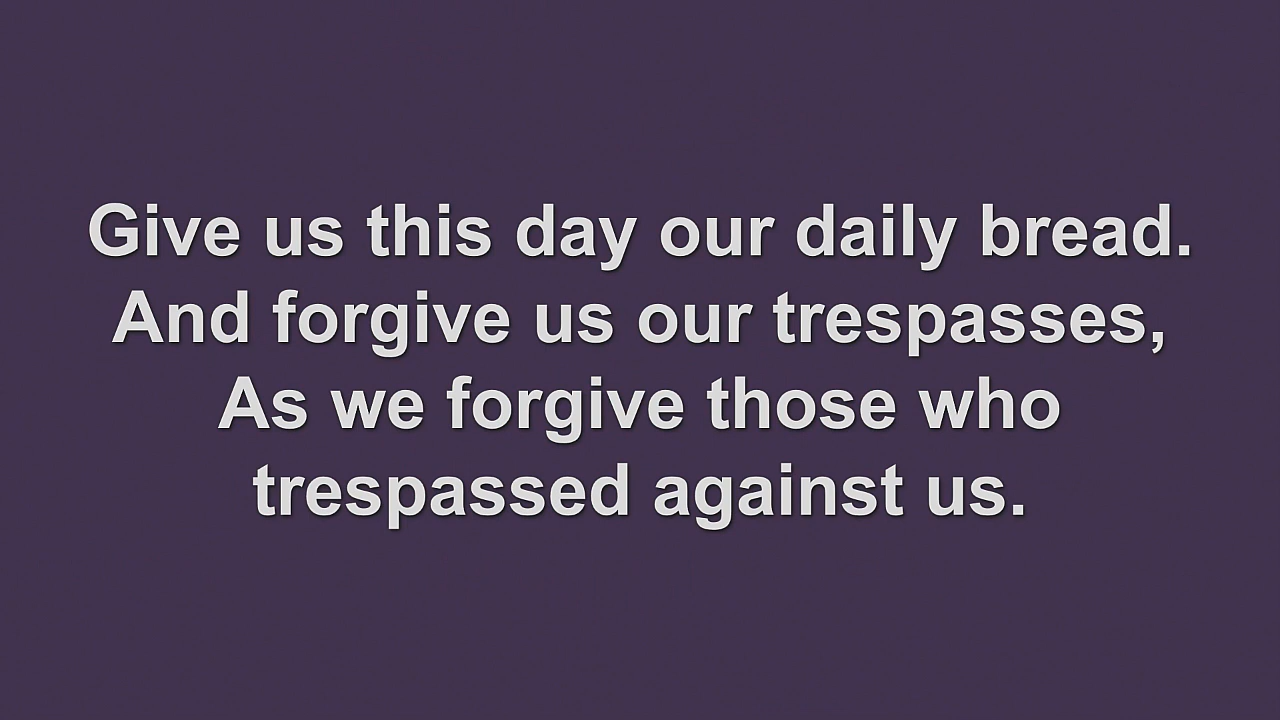 Give us this day our daily bread.
And forgive us our trespasses,
As we forgive those who
trespassed against us.